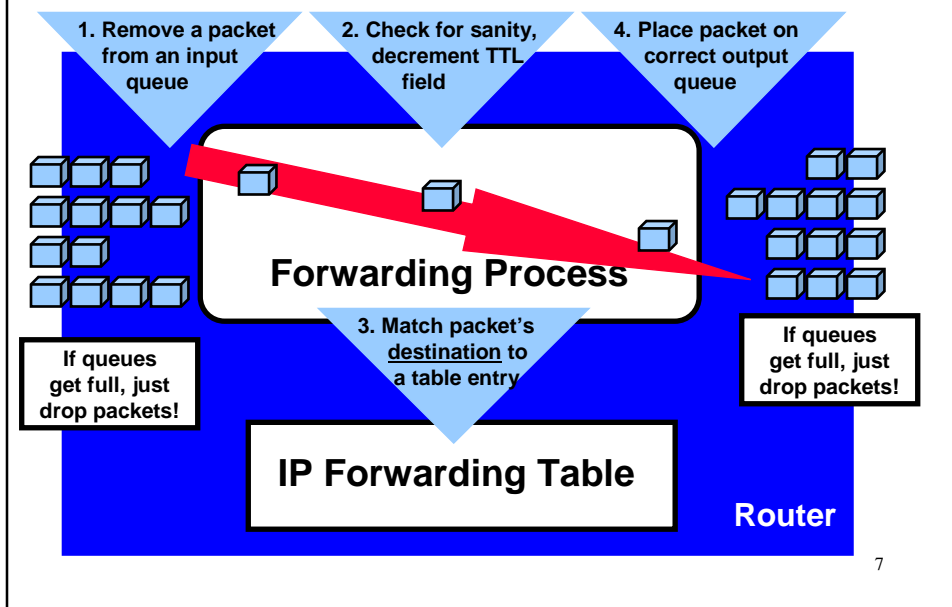 1. Remove a packet
from an input
queue
2. Check for sanity,
decrement TTL
field
4. Place packet on
correct output
queue
Forwarding Process
3. Match packet's
destination to
a table entry
If queues
get full, just
drop packets!
If queues
get full, just
drop packets!
IP Forwarding Table
Router
7